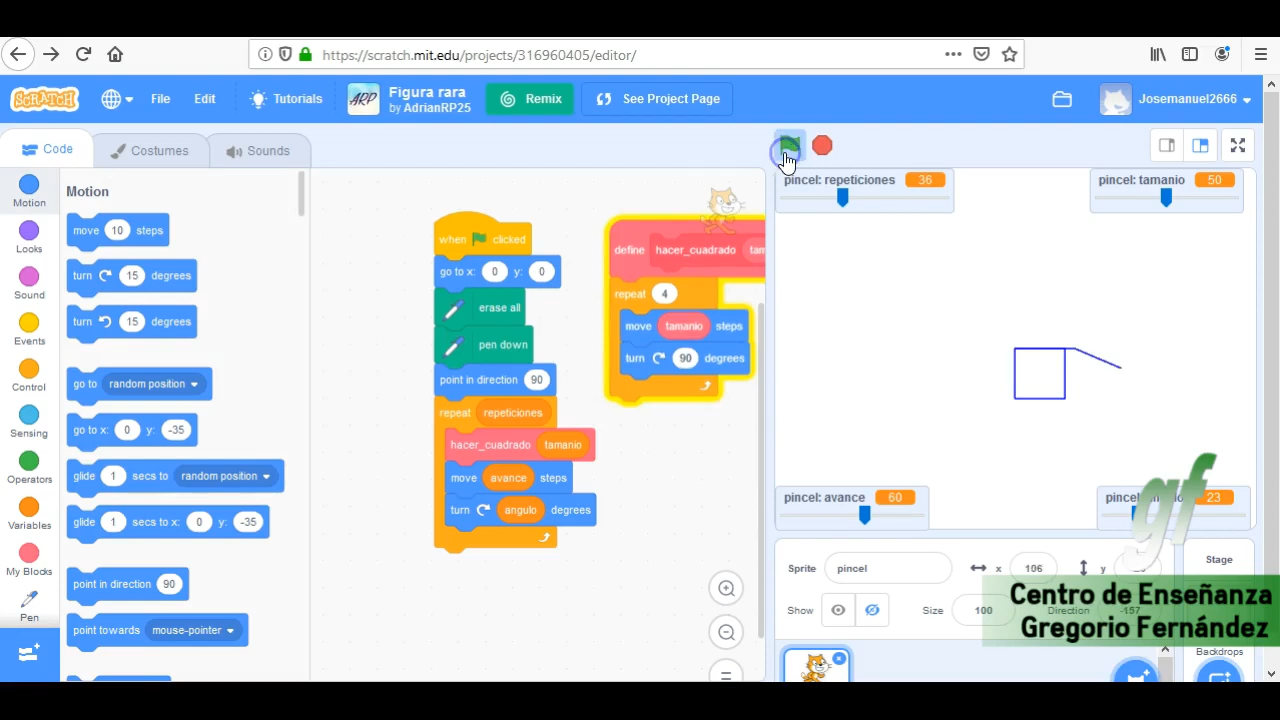 https://scratch.mit.edu/projects/316960405/editor/
SCRATCH
File
Edit
Tutorials
ARP
Figura rara
by AdrianRP25
Remix
See Project Page
Josemanuel2666
Code
Costumes
Sounds
Motion
Looks
Sound
Events
Control
Sensing
Operators
Variables
My Blocks
Pen
Motion
move 10 steps
turn 15 degrees
turn 15 degrees
go to random position
go to x: 0 y: -35
glide 1 secs to random position
glide 1 secs to x: 0 y: -35
point in direction 90
point towards mouse-pointer
when clicked
go to x: 0 y: 0
erase all
pen down
point in direction 90
repeat repeticiones
hacer_cuadrado tamanio
move avance steps
turn angulo degrees
define hacer_cuadrado
repeat 4
move tamanio steps
turn 90 degrees
pincel: repeticiones 36
pincel: tamanio 50
pincel: avance 60
23
gf
Sprite pincel
x 106
y
Show
Size 100
Direction -157
Stage
Backdrops
Centro de Enseñanza
Gregorio Fernández